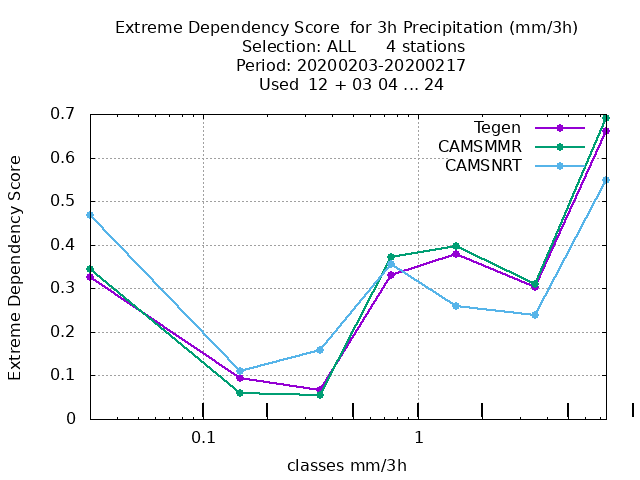 Extreme Dependency Score  for 3h Precipitation (mm/3h)
Selection: ALL      4 stations
Period: 20200203-20200217
Used  12 + 03 04 ... 24
Tegen
CAMSMMR
CAMSNRT
Extreme Dependency Score
0.7
0.6
0.5
0.4
0.3
0.2
0.1
0
0.1 1
classes mm/3h